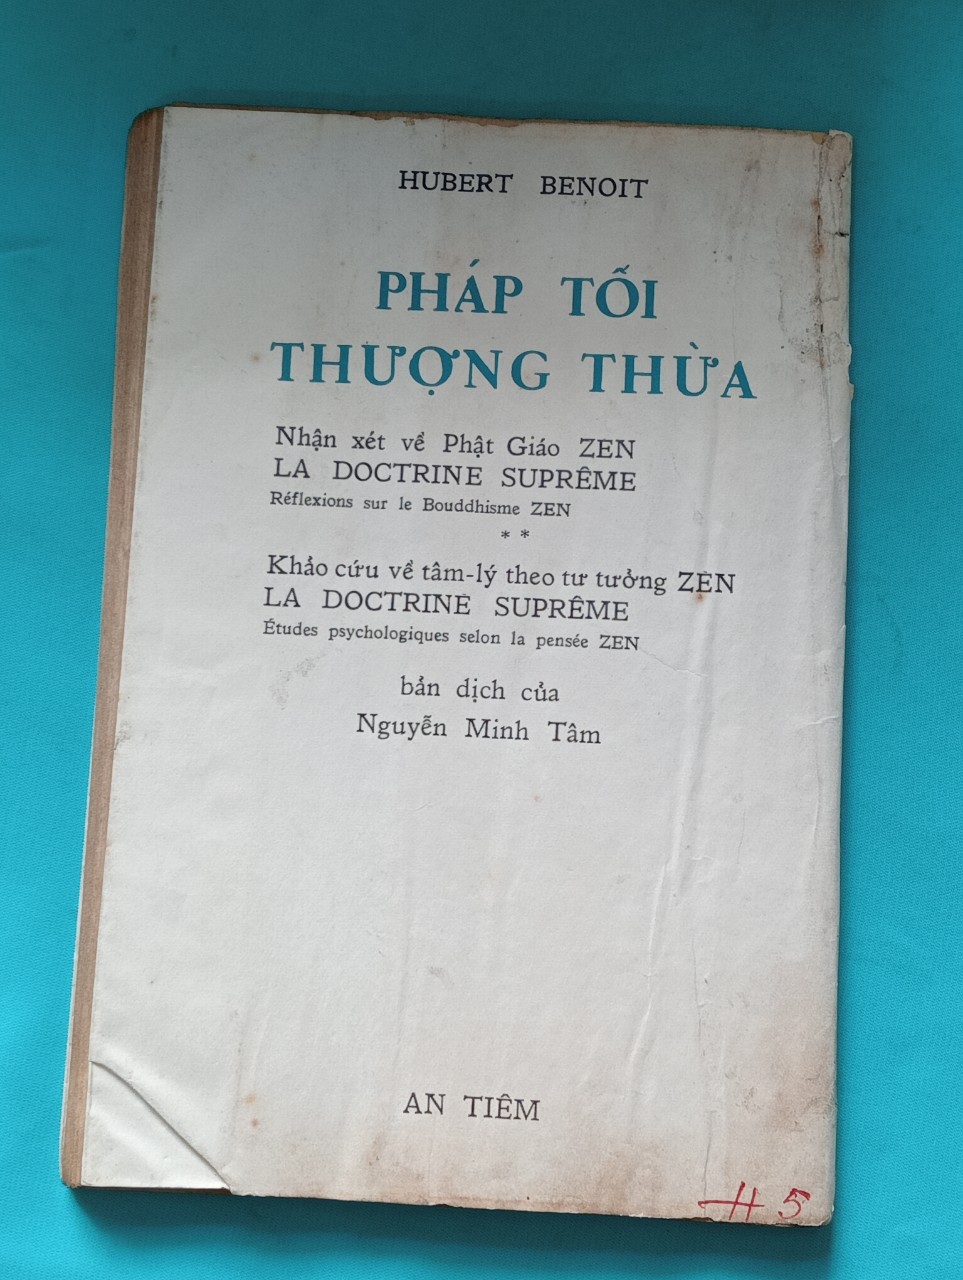 HUBERT BENOIT
PHÁP TỐI
THƯỢNG THỪA
Nhận xét về Phật Giáo ZEN
LA DOCTRINE SUPRÊME
Réflexions sur le Bouddhisme ZEN
* *
Khảo cứu về tâm-lý theo tư tưởng ZEN
LA DOCTRINE SUPRÊME
Études psychologiques selon la pensée ZEN
bản dịch của
Nguyễn Minh Tâm
AN TIÊM
H 5